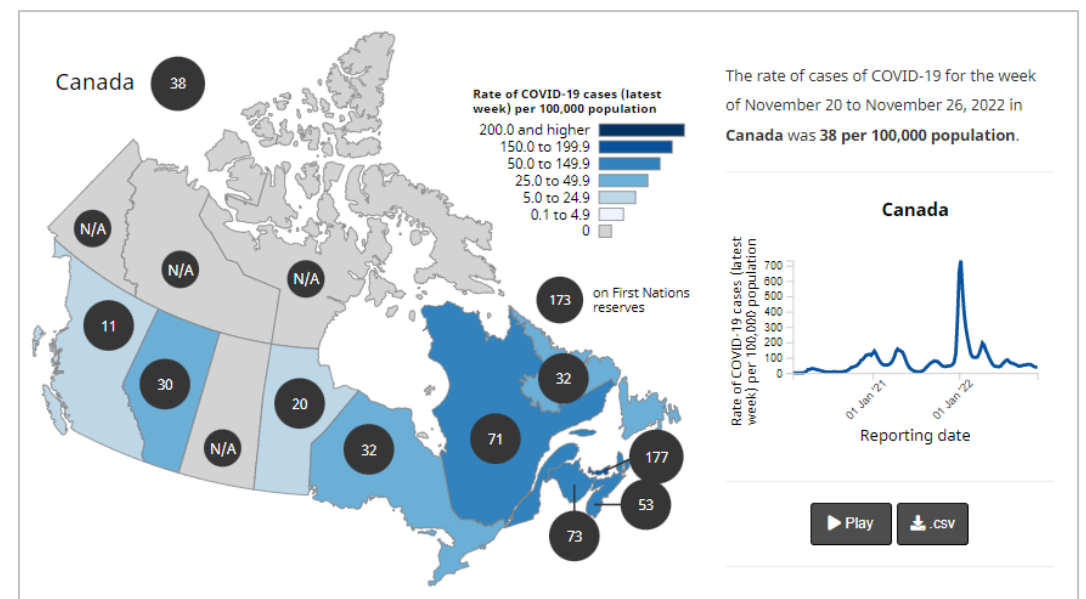 Canada
38
Rate of COVID-19 cases (latest
week) per 100,000 population
200.0 and higher
150.0 to 199.9
50.0 to 149.9
25.0 to 49.9
5.0 to 24.9
0.1 to 4.9
0
N/A
N/A
N/A
173
on First Nations
reserves
11
30
N/A
20
32
71
32
177
53
73
The rate of cases of COVID-19 for the week
of November 20 to November 26, 2022 in
Canada was 38 per 100,000 population.
Canada
Rate of COVID-19 cases (latest
week) per 100,000 population
700
600
500
400
300
200
100
0
01 Jan '21
01 Jan '22
Reporting date
Play
.csv